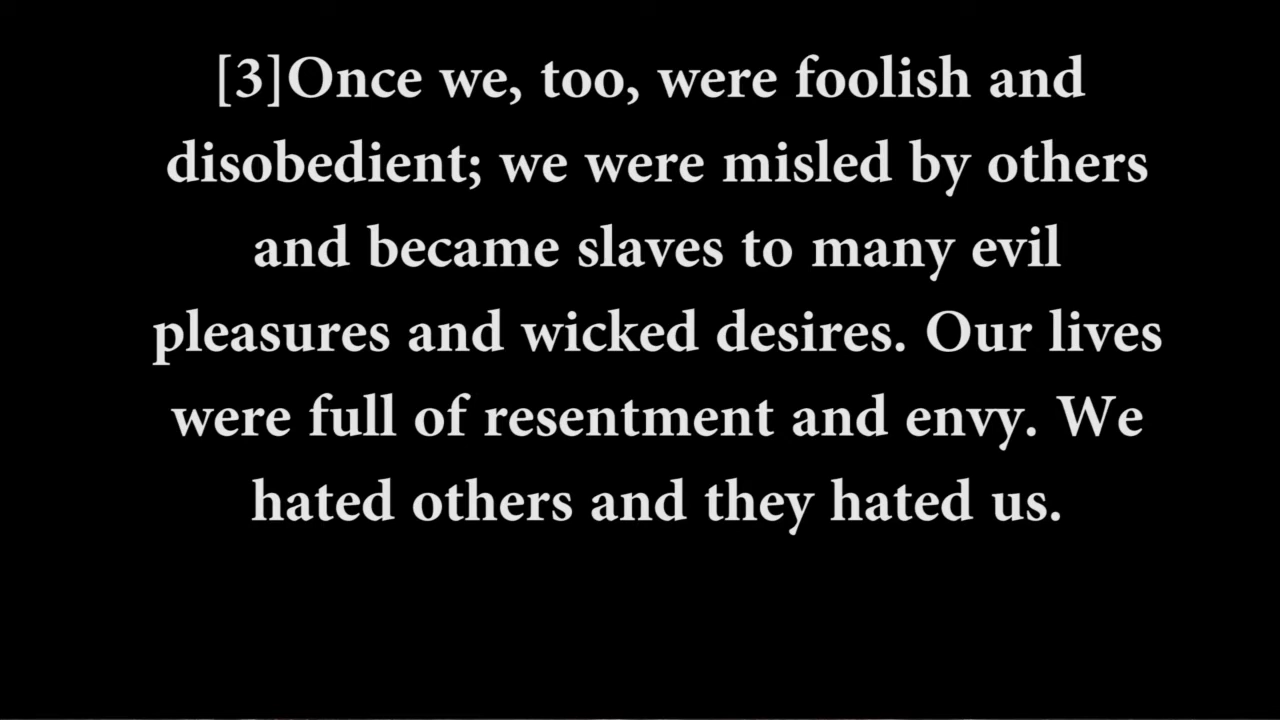 [3]Once we, too, were foolish and
disobedient; we were misled by others
and became slaves to many evil
pleasures and wicked desires. Our lives
were full of resentment and envy. We
hated others and they hated us.